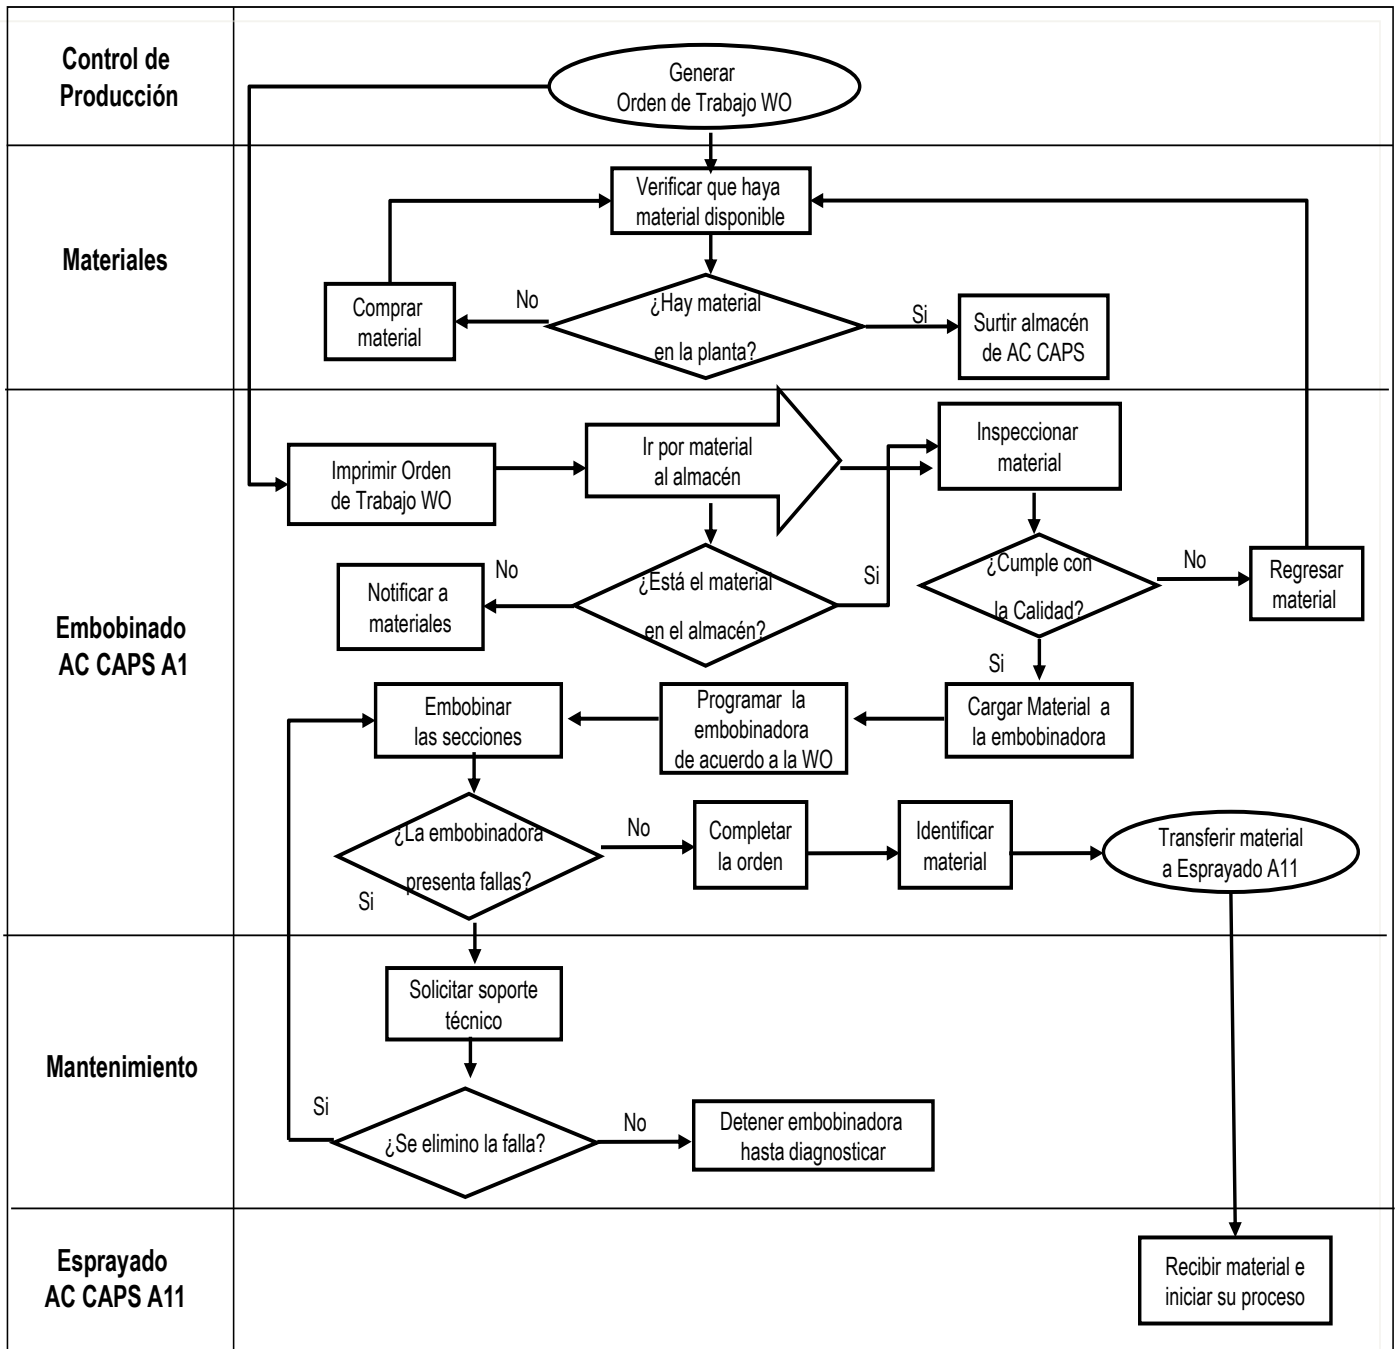 Control de
Producción
Generar
Orden de Trabajo WO
Materiales
Verificar que haya
material disponible
Comprar
material
No
¿Hay material
en la planta?
Si
Surtir almacén
de AC CAPS
Embobinado
AC CAPS A1
Imprimir Orden
de Trabajo WO
Ir por material
al almacén
Inspeccionar
material
Notificar a
materiales
No
¿Está el material
en el almacén?
Si
¿Cumple con
la Calidad?
No
Regresar
material
Si
Embobinar
las secciones
Programar la
embobinadora
de acuerdo a la WO
Cargar Material a
la embobinadora
¿La embobinadora
presenta fallas?
Si
No
Completar
la orden
Identificar
material
Transferir material
a Esprayado A11
Mantenimiento
Solicitar soporte
técnico
Si
¿Se elimino la falla?
No
Detener embobinadora
hasta diagnosticar
Esprayado
AC CAPS A11
Recibir material e
iniciar su proceso